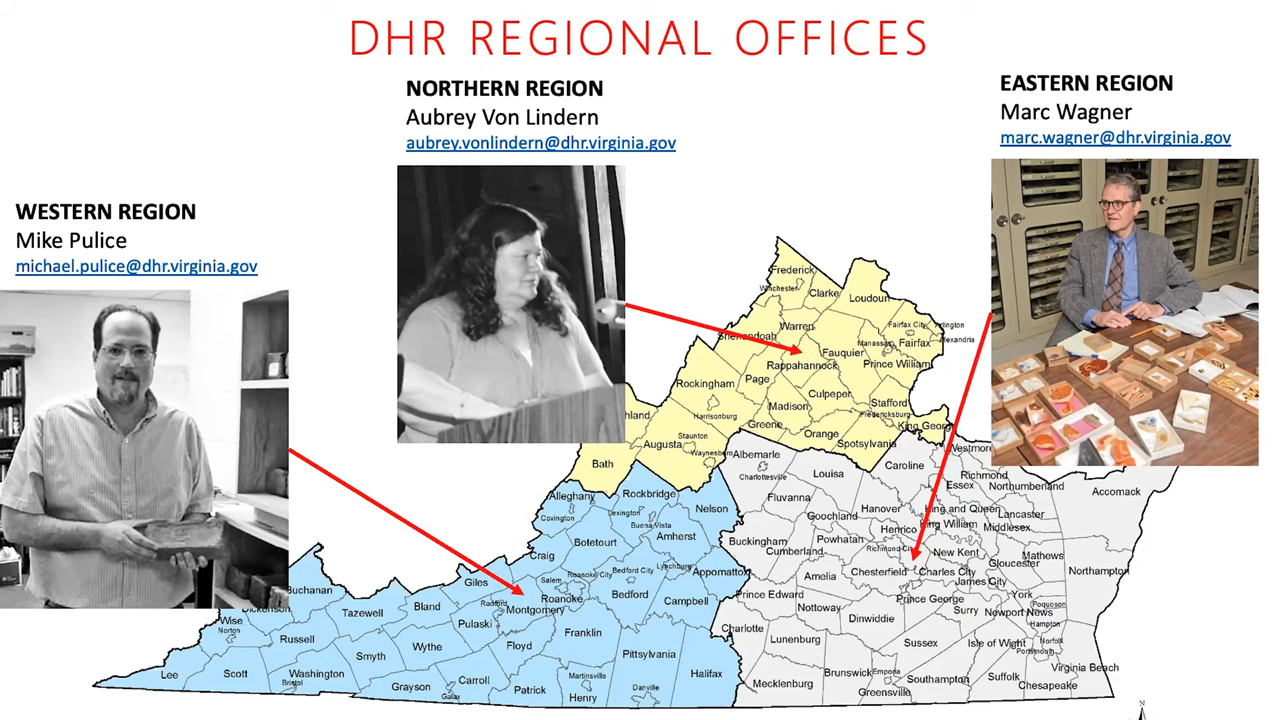 DHR REGIONAL OFFICES
NORTHERN REGION
Aubrey Von Lindern
aubrey.vonlindern@dhr.virginia.gov
EASTERN REGION
Marc Wagner
marc.wagner@dhr.virginia.gov
WESTERN REGION
Mike Pulice
michael.pulice@dhr.virginia.gov
Frederick
Winchester
Clarke
Loudoun
Warren
Shenandoah
Fairfax City
Arlington
Alexandria
Manassas
Fairfax
Fauquier
Rappahannock
Prince William
Rockingham
Page
Culpeper
Madison
Stafford
Harrisonburg
Fredericksburg
hland
Greene
Orange
King Georg
Augusta
Staunton
Waynesboro
Spotsylvania
Bath
Albemarle
Charlottesville
Louisa
Caroline
Westmore
Richmond
Essex
Northumberland
Accomack
Alleghany
Rockbridge
Covington
Lexington
Buena Vista
Nelson
Fluvanna
Goochland
Hanover
King and Queen
Lancaster
King William
Middlesex
Botetourt
Amherst
Buckingham
Cumberland
Powhatan
Henrico
Richmond City
New Kent
Mathews
Gloucester
Craig
Salem
Roanoke City
Bedford City
Lynchburg
Appomattox
Amelia
Chesterfield
Charles City
James City
Northampton
Giles
Radford
Roanoke
Montgomery
Bedford
Campbell
Prince Edward
Nottoway
Prince George
York
Poquoson
Surry
Newport News
Hampton
Buchanan
Dickenson
Wise
Norton
Tazewell
Bland
Pulaski
Franklin
Charlotte
Lunenburg
Dinwiddie
Sussex
Isle of Wight
Norfolk
Portsmouth
Russell
Wythe
Floyd
Pittsylvania
Smyth
Lee
Scott
Washington
Bristol
Grayson
Carroll
Galax
Patrick
Martinsville
Henry
Danville
Halifax
Mecklenburg
Brunswick
Emporia
Greensville
Southampton
Suffolk
Virginia Beach
Chesapeake
N